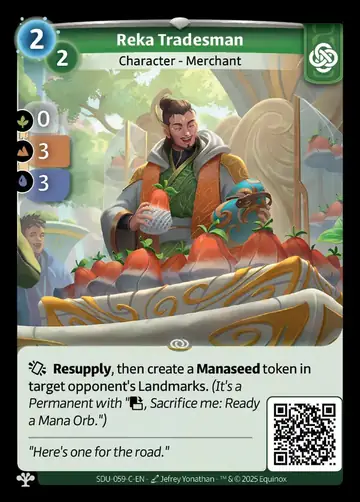 2
2
Reka Tradesman
Character - Merchant
0
3
3
Resupply, then create a Manaseed token in
target opponent's Landmarks. (It's a
Permanent with ", Sacrifice me: Ready
a Mana Orb.")
"Here's one for the road."
SDU-059-C-EN - Jefrey Yonathan - ™ & © 2025 Equinox